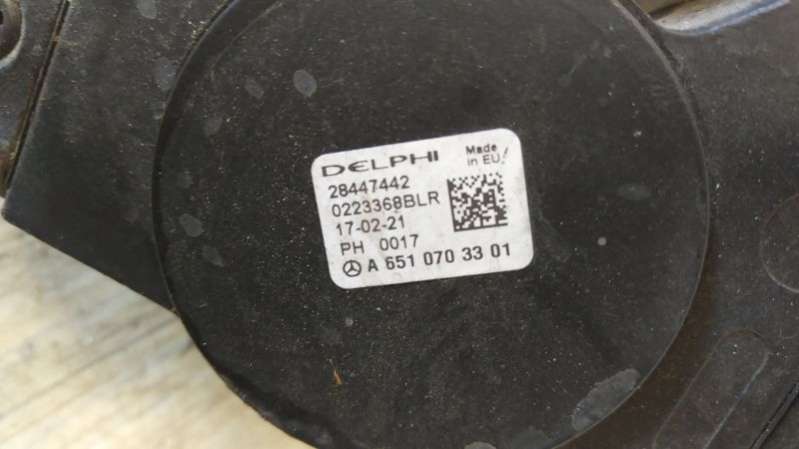 DELPHI
Made in EU
28447442
0223368BLR
17-02-21
PH 0017
A 651 070 33 01